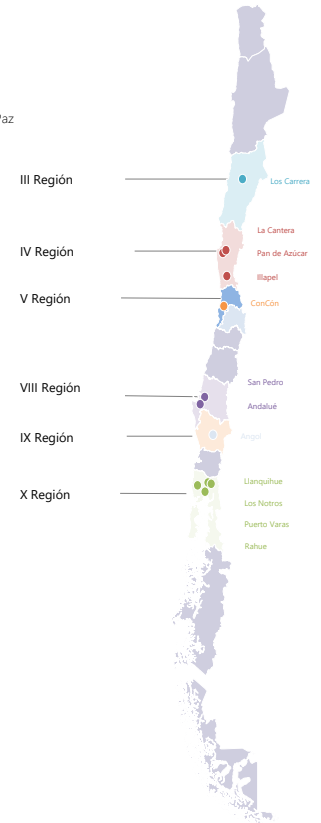 Paz
III Región
Los Carrera
La Cantera
IV Región
Pan de Azúcar
Illapel
V Región
ConCón
San Pedro
VIII Región
Andalué
IX Región
Angol
Llanquihue
X Región
Los Notros
Puerto Varas
Rahue